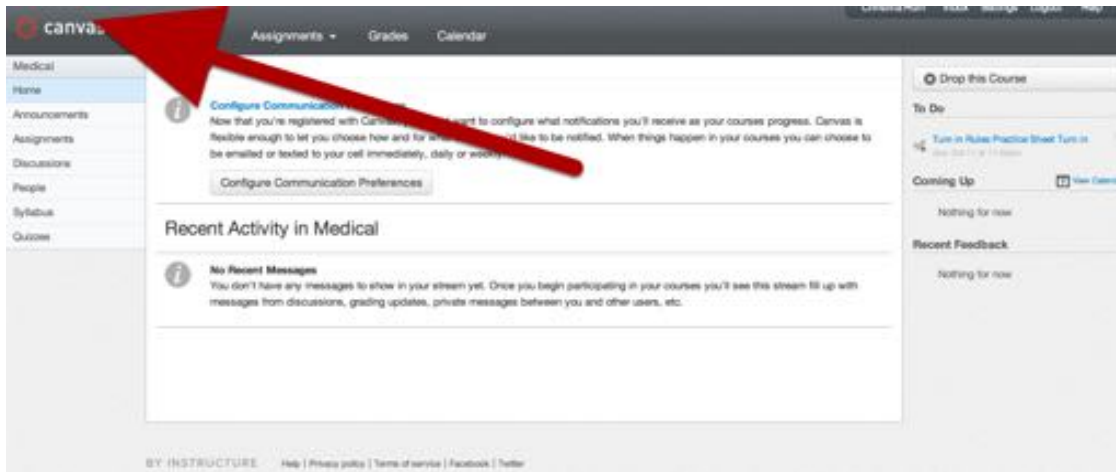 canvas
Inbox Settings Logout Help
Assignments Grades Calendar
Medical
Home
Announcements
Assignments
Discussions
People
Syllabus
Quizzes
Configure Communication
Now that you're registered with want to configure what notifications you'll receive as your courses progress. Canvas is
flexible enough to let you choose how and for like to be notified. When things happen in your courses you can choose to
be emailed or texted to your cell immediately, daily or
Configure Communication Preferences
Recent Activity in Medical
No Recent Messages
You don't have any messages to show in your stream yet. Once you begin participating in your courses you'll see this stream fill up with
messages from discussions, grading updates, private messages between you and other users, etc.
Drop this Course
To Do
Turn in Rules Practice Sheet Turn in
Coming Up
View
Nothing for now
Recent Feedback
Nothing for now
BY INSTRUCTURE Help | Privacy policy | Terms of service | Facebook | Twitter